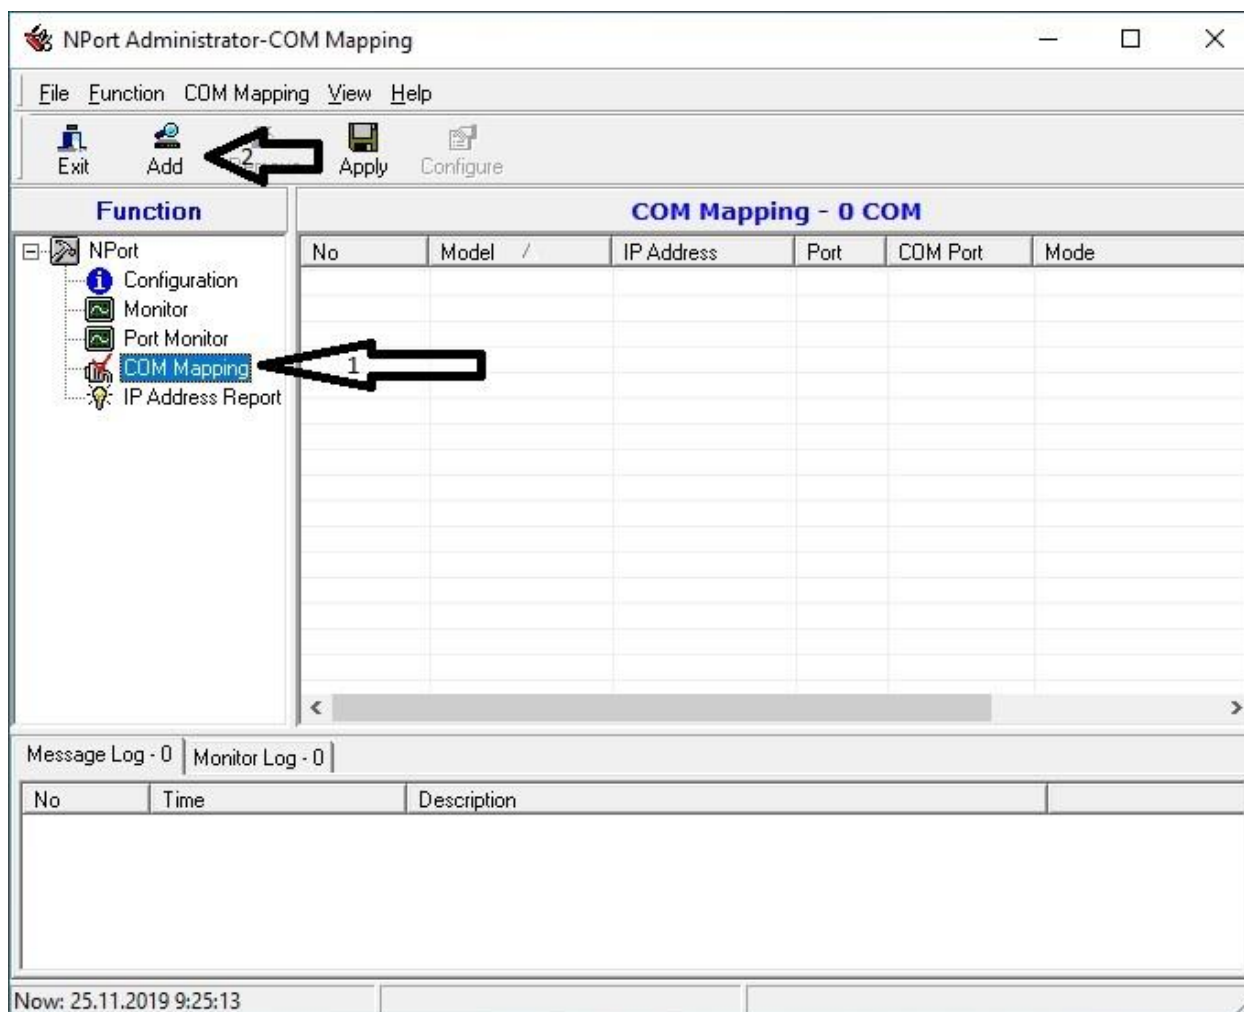 NPort Administrator-COM Mapping
File Function COM Mapping View Help
Exit Add 2 Apply Configure
Function
COM Mapping - 0 COM
NPort
Configuration
Monitor
Port Monitor
COM Mapping
IP Address Report
No Model IP Address Port COM Port Mode
1
Message Log - 0 Monitor Log - 0
No Time Description
Now: 25.11.2019 9:25:13